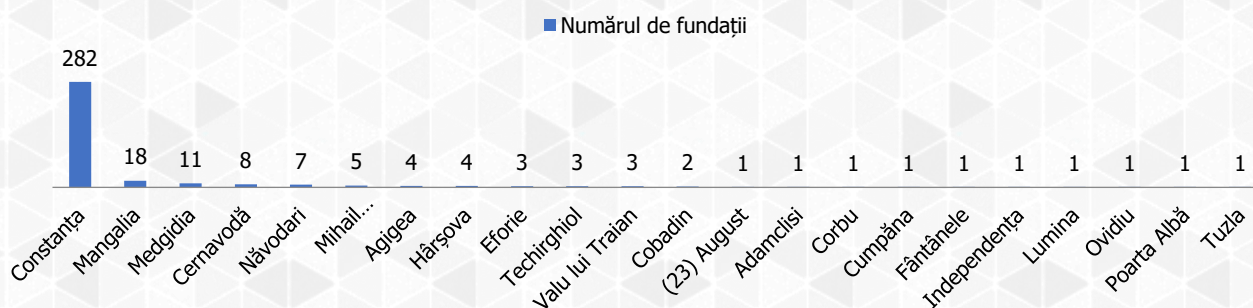 Numărul de fundații
282
18
11
8
7
5
4
4
3
3
3
2
1
1
1
1
1
1
1
1
1
1
Constanța
Mangalia
Medgidia
Cernavodă
Năvodari
Mihail...
Agigea
Hârșova
Eforie
Techirghiol
Valu lui Traian
Cobadin
(23) August
Adamclisi
Corbu
Cumpăna
Fântânele
Independența
Lumina
Ovidiu
Poarta Albă
Tuzla